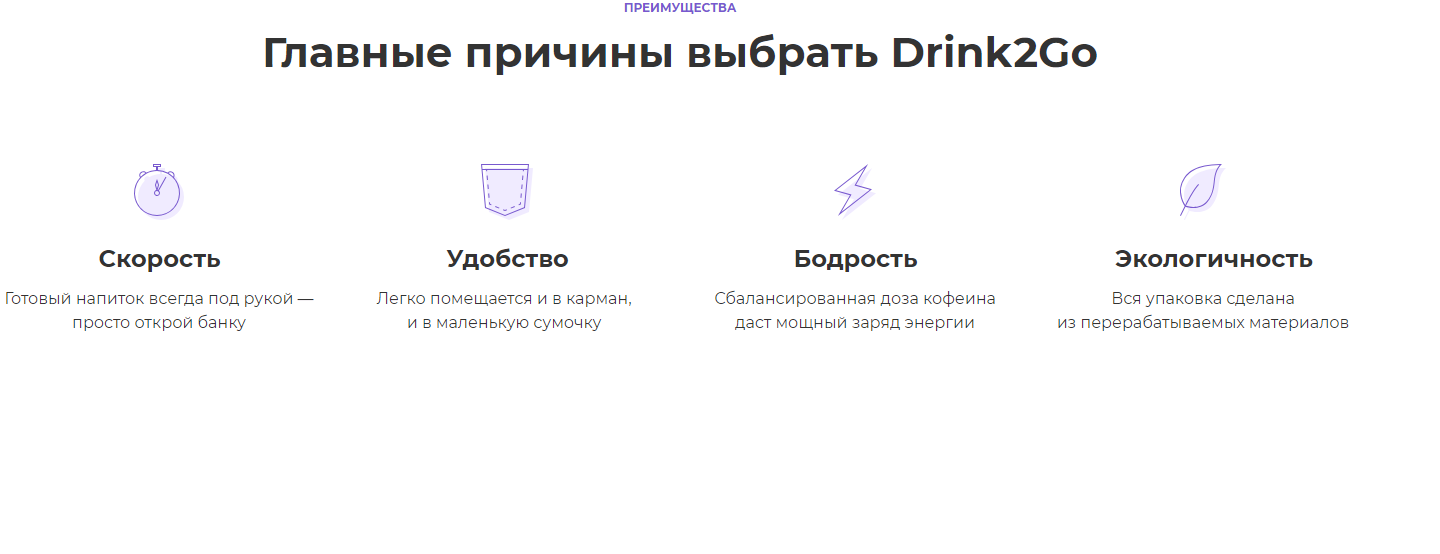 ПРЕИМУЩЕСТВА
Главные причины выбрать Drink2Go
Скорость
Готовый напиток всегда под рукой —
просто открой банку
Удобство
Легко помещается и в карман,
и в маленькую сумочку
Бодрость
Сбалансированная доза кофеина
даст мощный заряд энергии
Экологичность
Вся упаковка сделана
из перерабатываемых материалов